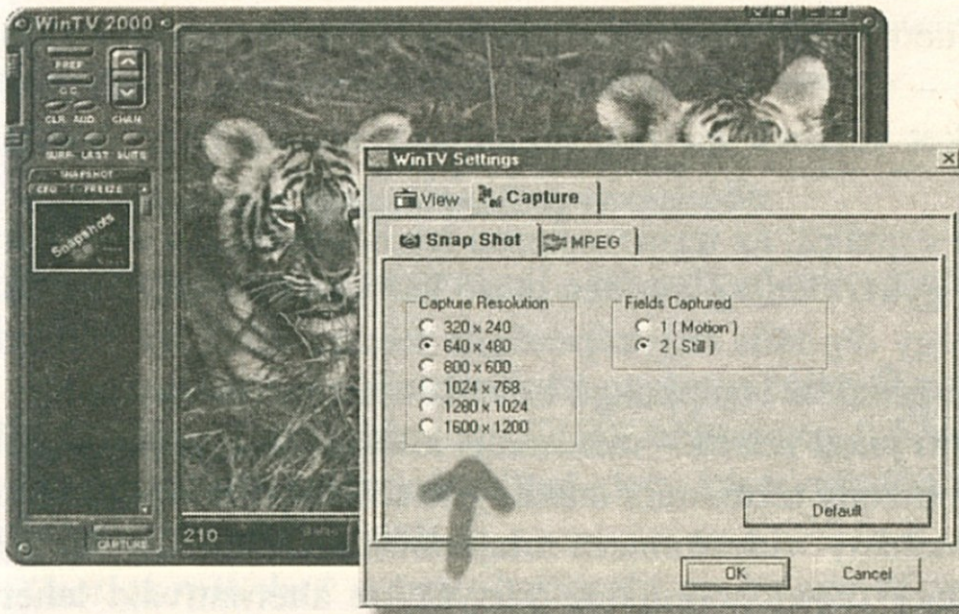 WinTV 2000
PREF
C.C.
CLR. AUD. CHAN.
SURF LAST SUITE
SNAPSHOT
FREEZE
Snapshots
CAPTURE
210
WinTV Settings
View Capture
Snap Shot MPEG
Capture Resolution
320 x 240
640 x 480
800 x 600
1024 x 768
1280 x 1024
1600 x 1200
Fields Captured
1 ( Motion )
2 ( Still )
Default
OK Cancel